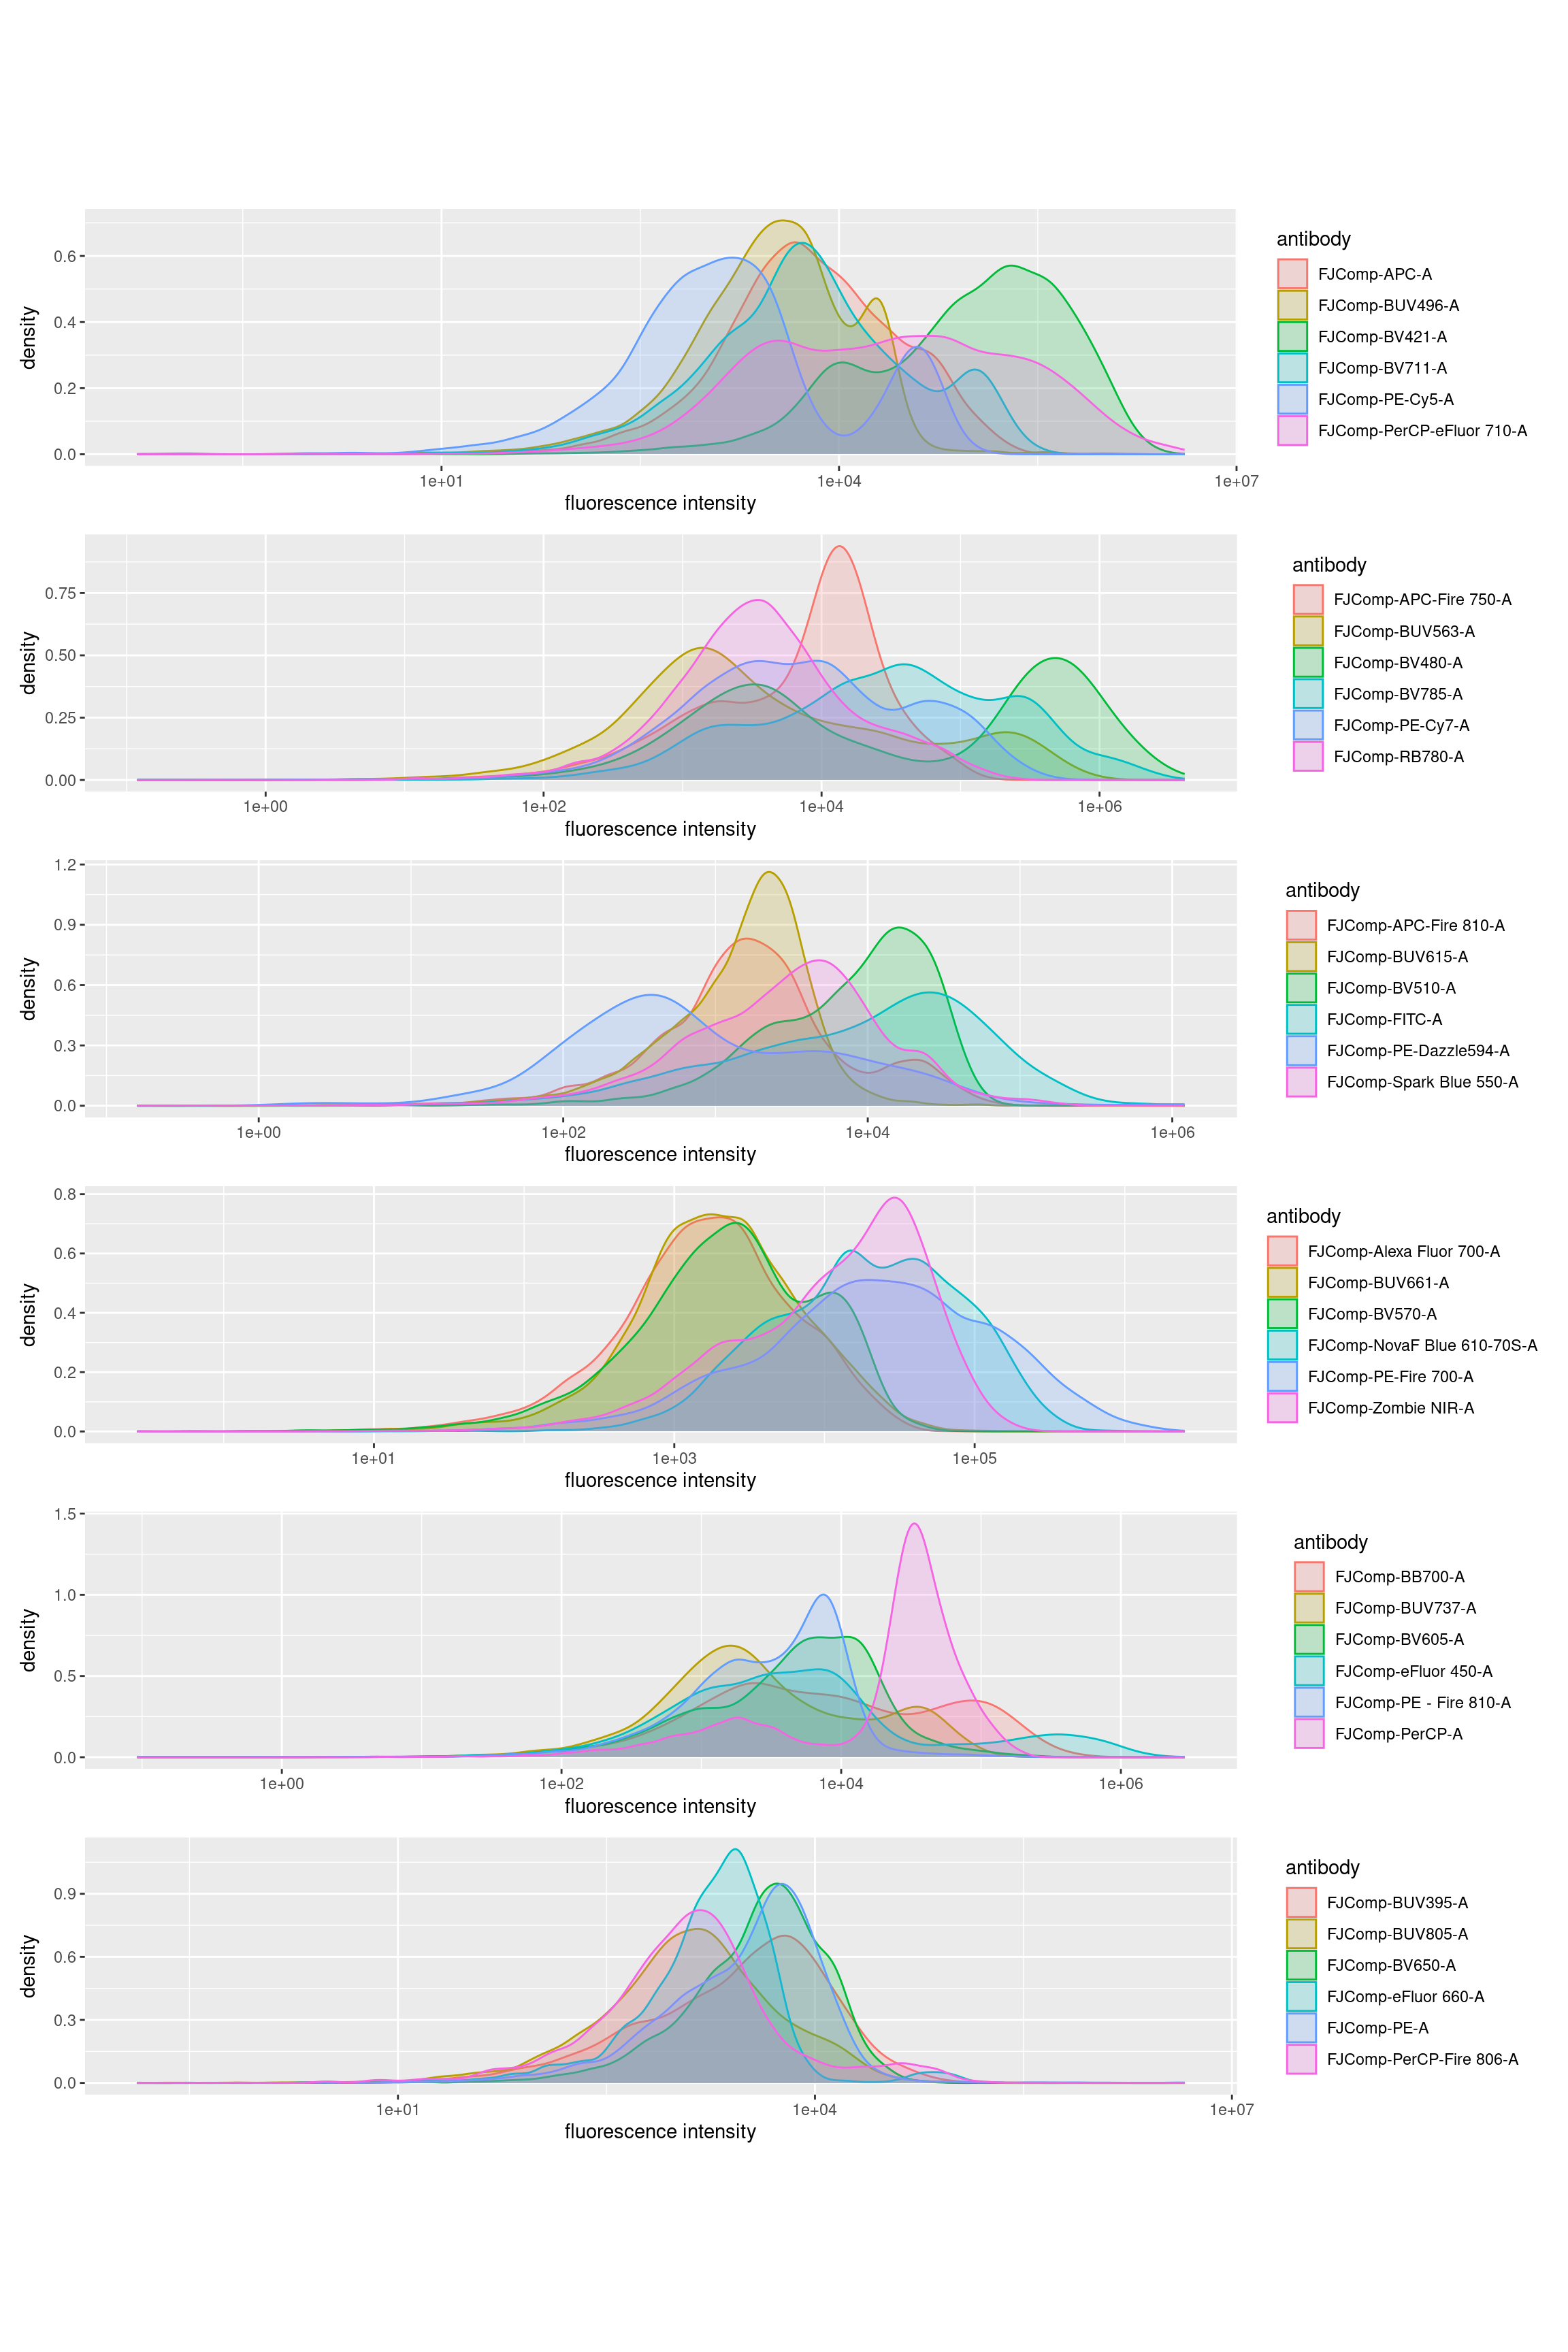 antibody
FJComp-APC-A
FJComp-BUV496-A
FJComp-BV421-A
FJComp-BV711-A
FJComp-PE-Cy5-A
FJComp-PerCP-eFluor 710-A
density
0.6
0.4
0.2
0.0
1e+01 1e+04 1e+07
fluorescence intensity
antibody
FJComp-APC-Fire 750-A
FJComp-BUV563-A
FJComp-BV480-A
FJComp-BV785-A
FJComp-PE-Cy7-A
FJComp-RB780-A
density
0.75
0.50
0.25
0.00
1e+00 1e+02 1e+04 1e+06
fluorescence intensity
antibody
FJComp-APC-Fire 810-A
FJComp-BUV615-A
FJComp-BV510-A
FJComp-FITC-A
FJComp-PE-Dazzle594-A
FJComp-Spark Blue 550-A
density
1.2
0.9
0.6
0.3
0.0
1e+00 1e+02 1e+04 1e+06
fluorescence intensity
antibody
FJComp-Alexa Fluor 700-A
FJComp-BUV661-A
FJComp-BV570-A
FJComp-NovaF Blue 610-70S-A
FJComp-PE-Fire 700-A
FJComp-Zombie NIR-A
density
0.8
0.6
0.4
0.2
0.0
1e+01 1e+03 1e+05
fluorescence intensity
antibody
FJComp-BB700-A
FJComp-BUV737-A
FJComp-BV605-A
FJComp-eFluor 450-A
FJComp-PE - Fire 810-A
FJComp-PerCP-A
density
1.5
1.0
0.5
0.0
1e+00 1e+02 1e+04 1e+06
fluorescence intensity
antibody
FJComp-BUV395-A
FJComp-BUV805-A
FJComp-BV650-A
FJComp-eFluor 660-A
FJComp-PE-A
FJComp-PerCP-Fire 806-A
density
0.9
0.6
0.3
0.0
1e+01 1e+04 1e+07
fluorescence intensity